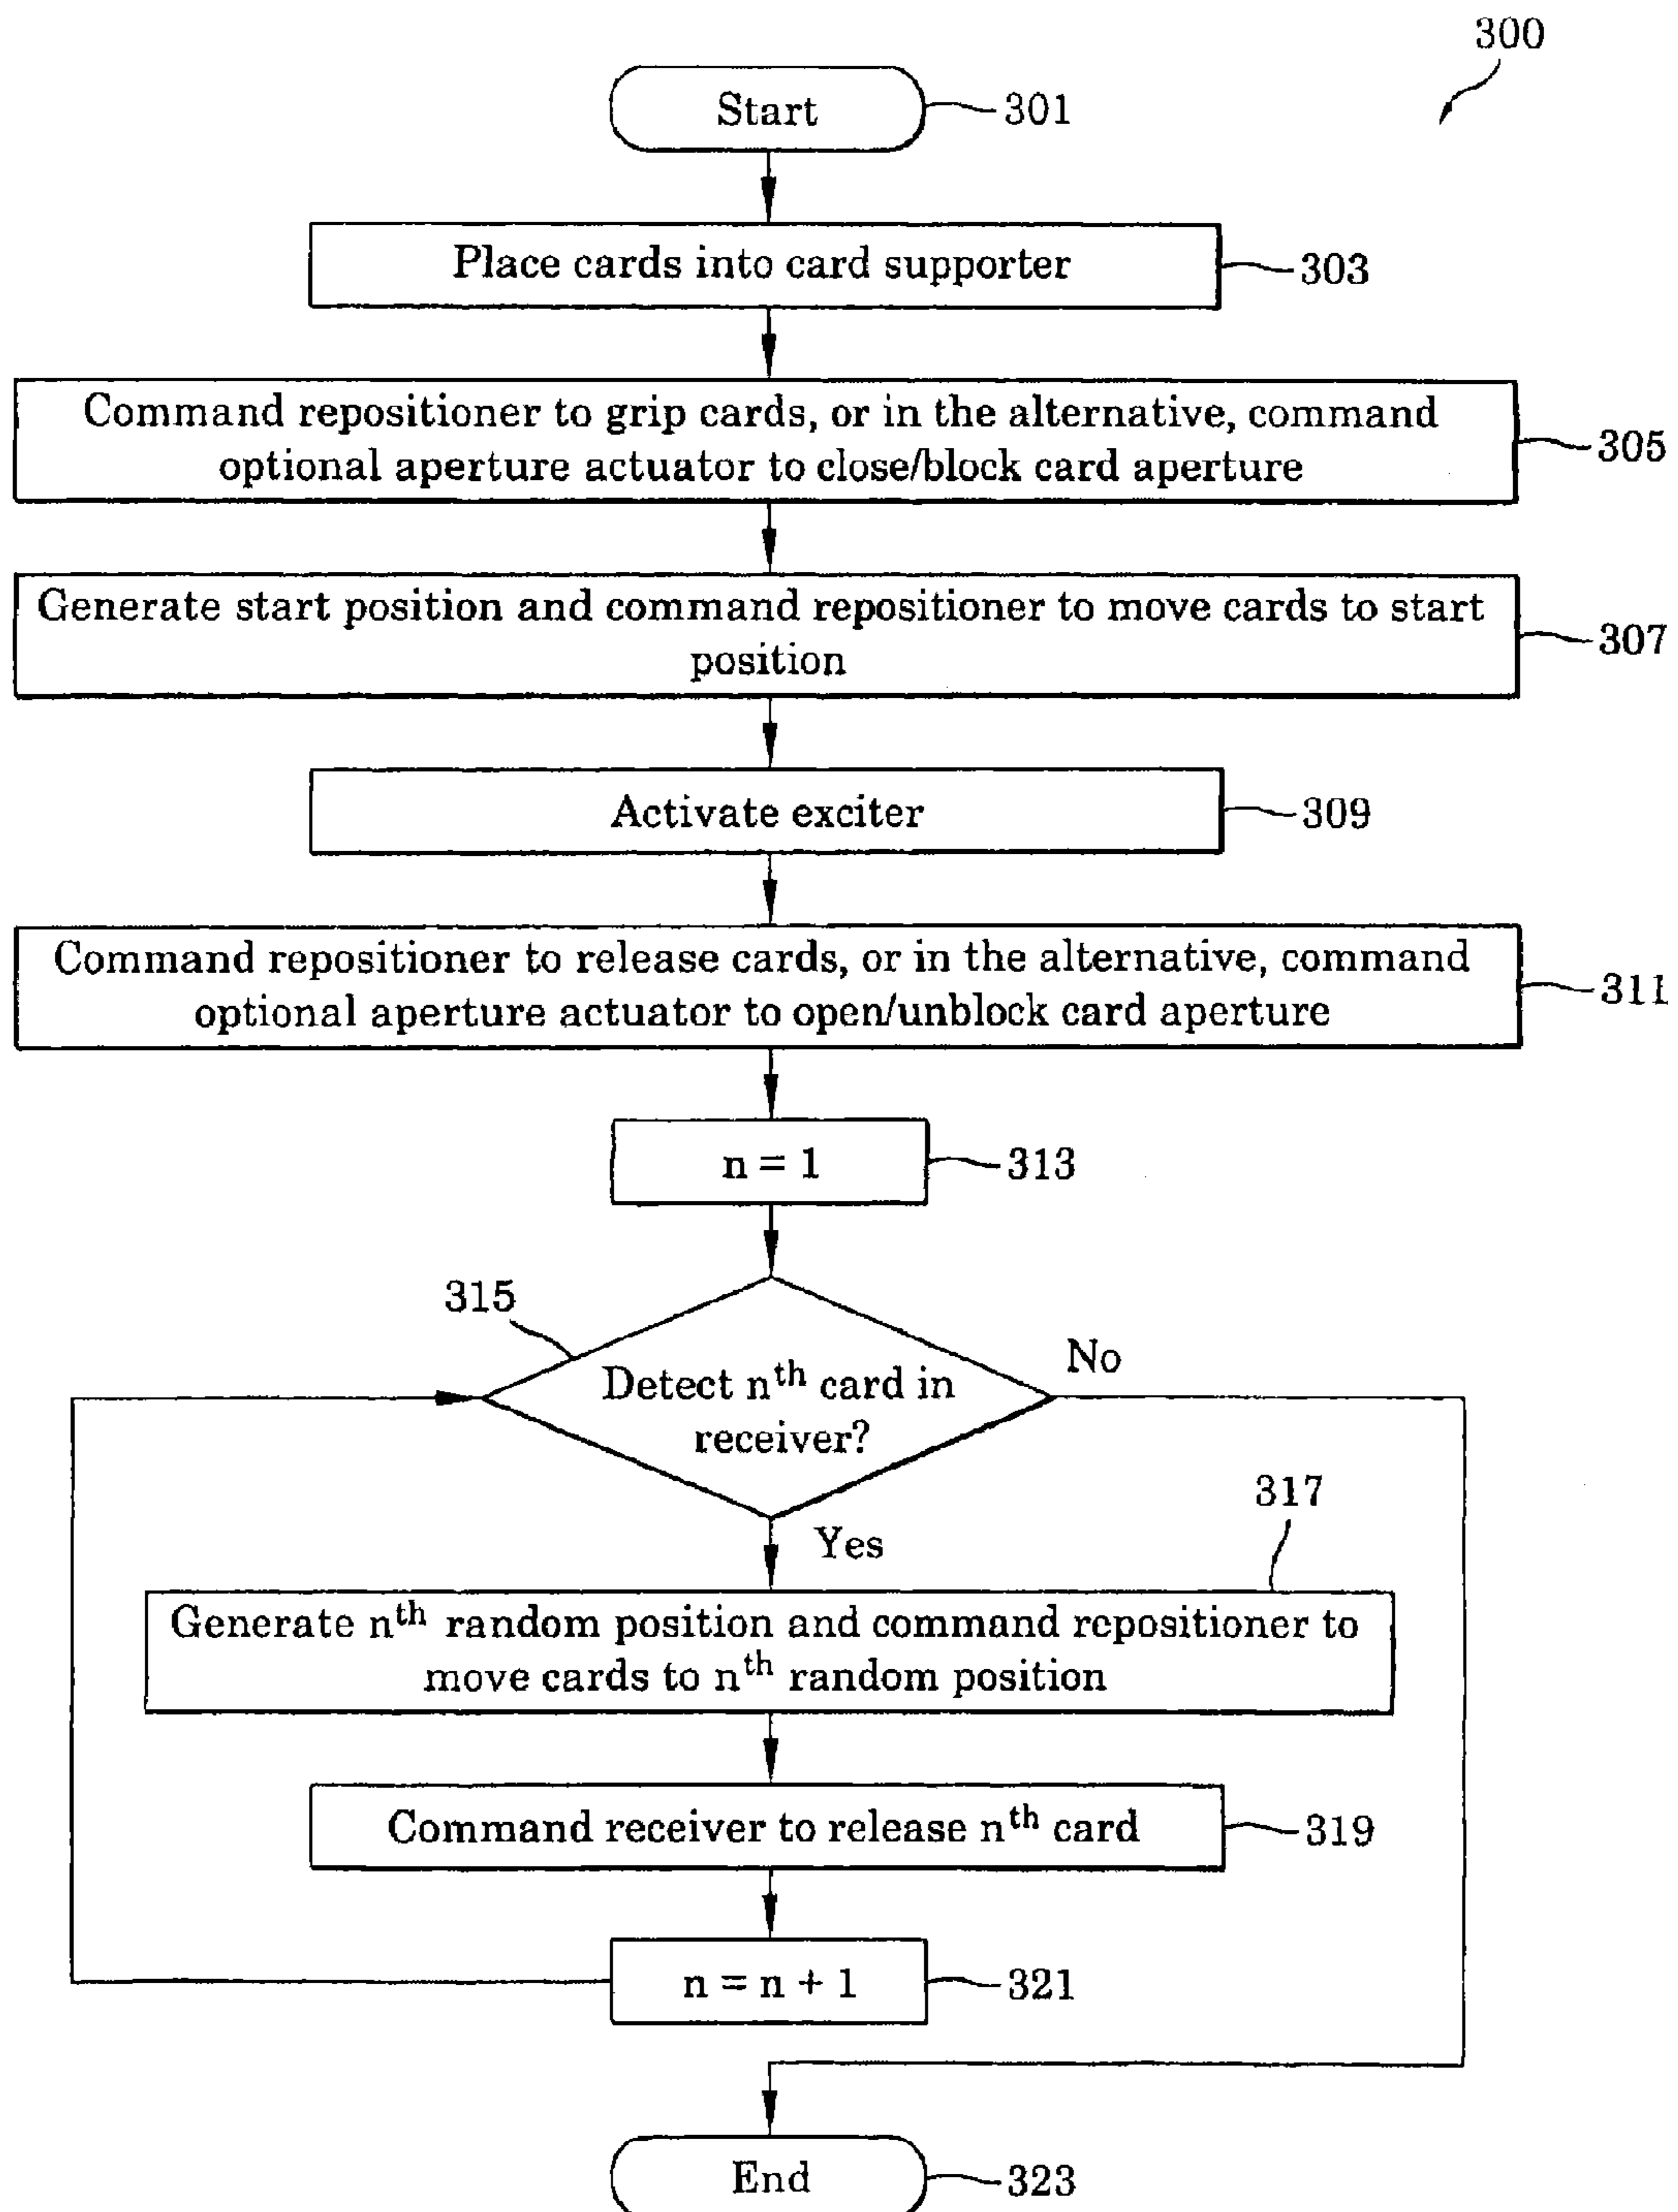 300
Start
301
Place cards into card supporter
303
Command repositioner to grip cards, or in the alternative, command
optional aperture actuator to close/block card aperture
305
Generate start position and command repositioner to move cards to start
position
307
Activate exciter
309
Command repositioner to release cards, or in the alternative, command
optional aperture actuator to open/unblock card aperture
311
n = 1
313
315
Detect nth card in
receiver?
No
Yes
317
Generate nth random position and command repositioner to
move cards to nth random position
Command receiver to release nth card
319
n = n + 1
321
End
323